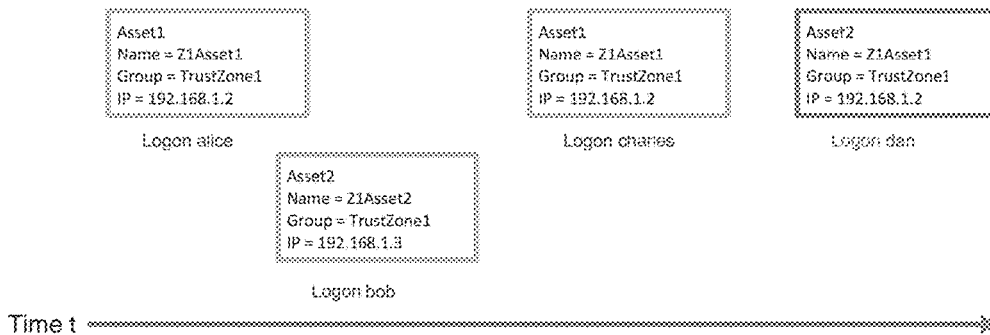 Asset1
Name = Z1Asset1
Group = TrustZone1
IP = 192.168.1.2
Logon alice
Asset2
Name = Z1Asset2
Group = TrustZone1
IP = 192.168.1.3
Logon bob
Asset1
Name = Z1Asset1
Group = TrustZone1
IP = 192.168.1.2
Logon charles
Asset2
Name = Z1Asset1
Group = TrustZone1
IP = 192.168.1.2
Logon dan
Time t